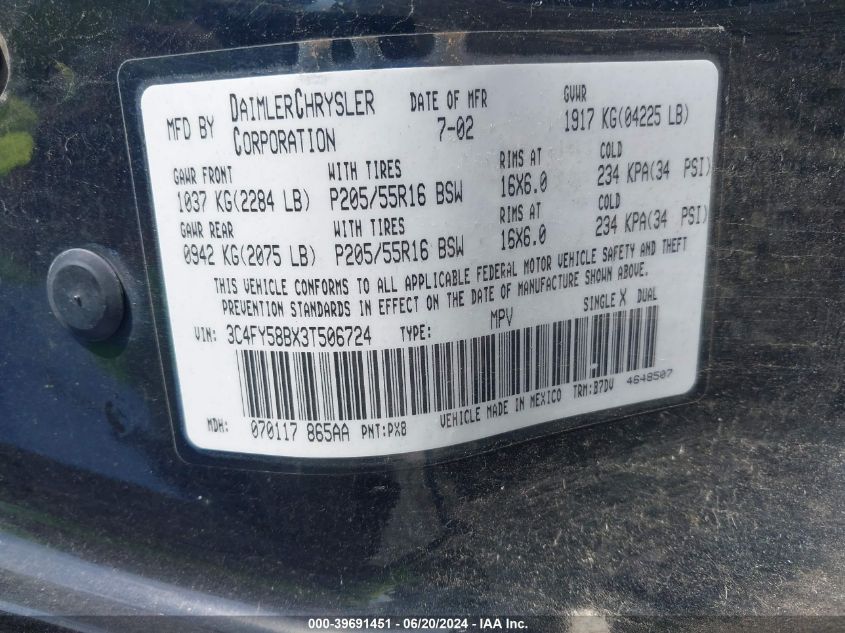 MFD BY DAIMLERCHRYSLER CORPORATION
DATE OF MFR 7-02
GVWR 1917 KG(04225 LB)
GAWR FRONT WITH TIRES RIMS AT COLD
1037 KG(2284 LB) P205/55R16 BSW 16X6.0 234 KPA(34 PSI)
GAWR REAR WITH TIRES RIMS AT COLD
0942 KG(2075 LB) P205/55R16 BSW 16X6.0 234 KPA(34 PSI)
THIS VEHICLE CONFORMS TO ALL APPLICABLE FEDERAL MOTOR VEHICLE SAFETY AND THEFT
PREVENTION STANDARDS IN EFFECT ON THE DATE OF MANUFACTURE SHOWN ABOVE.
VIN: 3C4FY58BX3T506724 TYPE: MPV SINGLE X DUAL
MDH: 070117 865AA PNT:PX8 VEHICLE MADE IN MEXICO TRM:B7DV 4648507
000-39691451 / 06/20/2024 - IAA Inc.